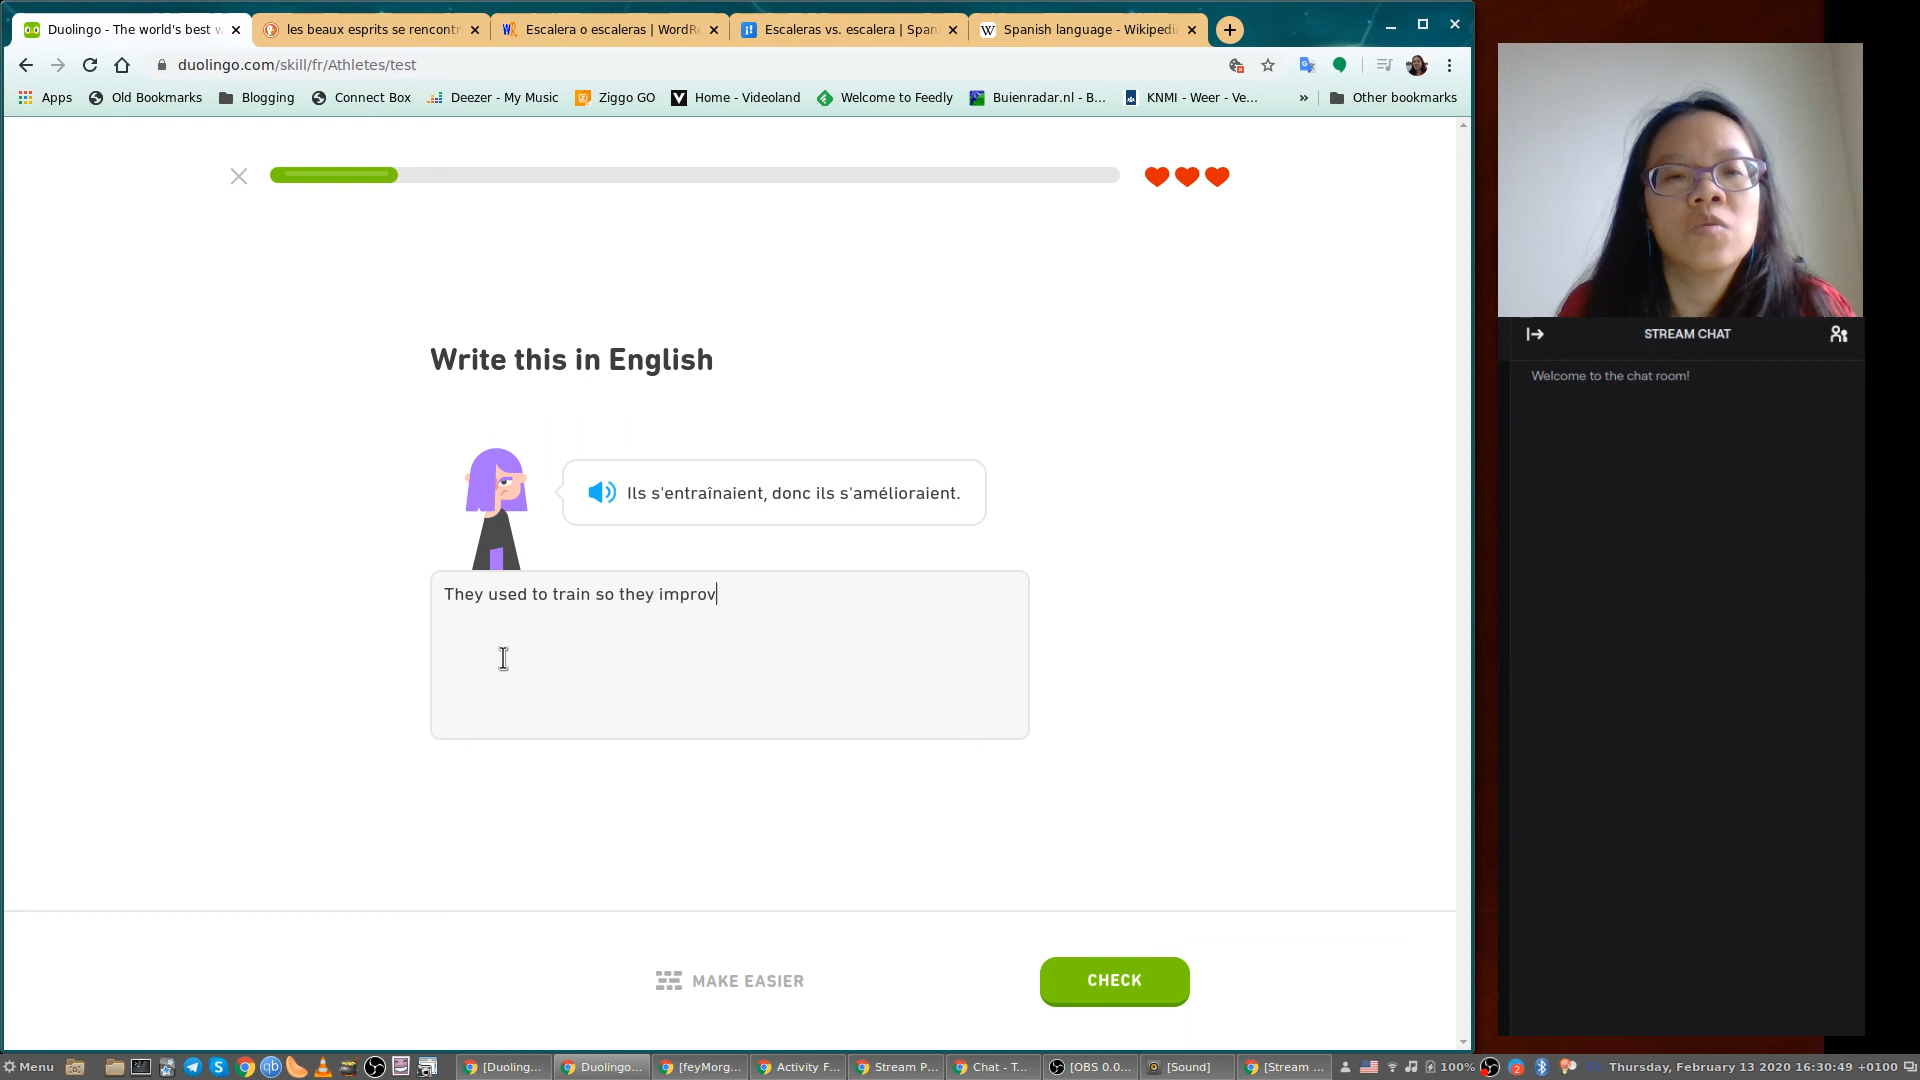 Duolingo - The world's best w
les beaux esprits se rencontr
Escalera o escaleras | WordRe
Escaleras vs. escalera | Span
Spanish language - Wikipedia
duolingo.com/skill/fr/Athletes/test
Apps
Old Bookmarks
Blogging
Connect Box
Deezer - My Music
Ziggo GO
Home - Videoland
Welcome to Feedly
Buienradar.nl - B...
KNMI - Weer - Ve...
»
Other bookmarks
Write this in English
Ils s'entraînaient, donc ils s'amélioraient.
They used to train so they improv
MAKE EASIER
CHECK
STREAM CHAT
Welcome to the chat room!
Menu
[Duoling...
Duolingo...
[feyMorg...
Activity F...
Stream P...
Chat - T...
[OBS 0.0...
[Sound]
[Stream ...
100%
2
Thursday, February 13 2020 16:30:49 +0100